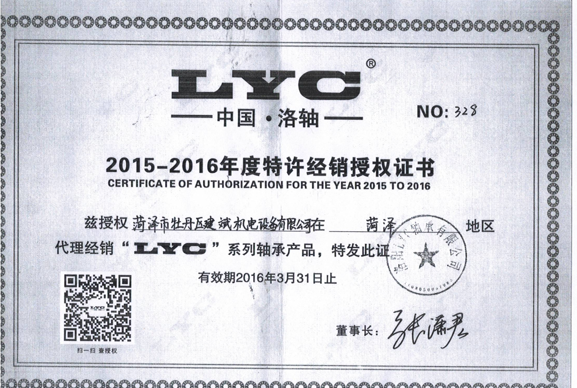 LYC®
中国·洛轴
NO: 328
2015-2016年度特许经销授权证书
CERTIFICATE OF AUTHORIZATION FOR THE YEAR 2015 TO 2016
兹授权 菏泽市牡丹区建斌机电设备有限公司在 菏泽 地区
代理经销“LYC”系列轴承产品，特发此证
有效期2016年3月31日止
董事长：
扫一扫 查授权